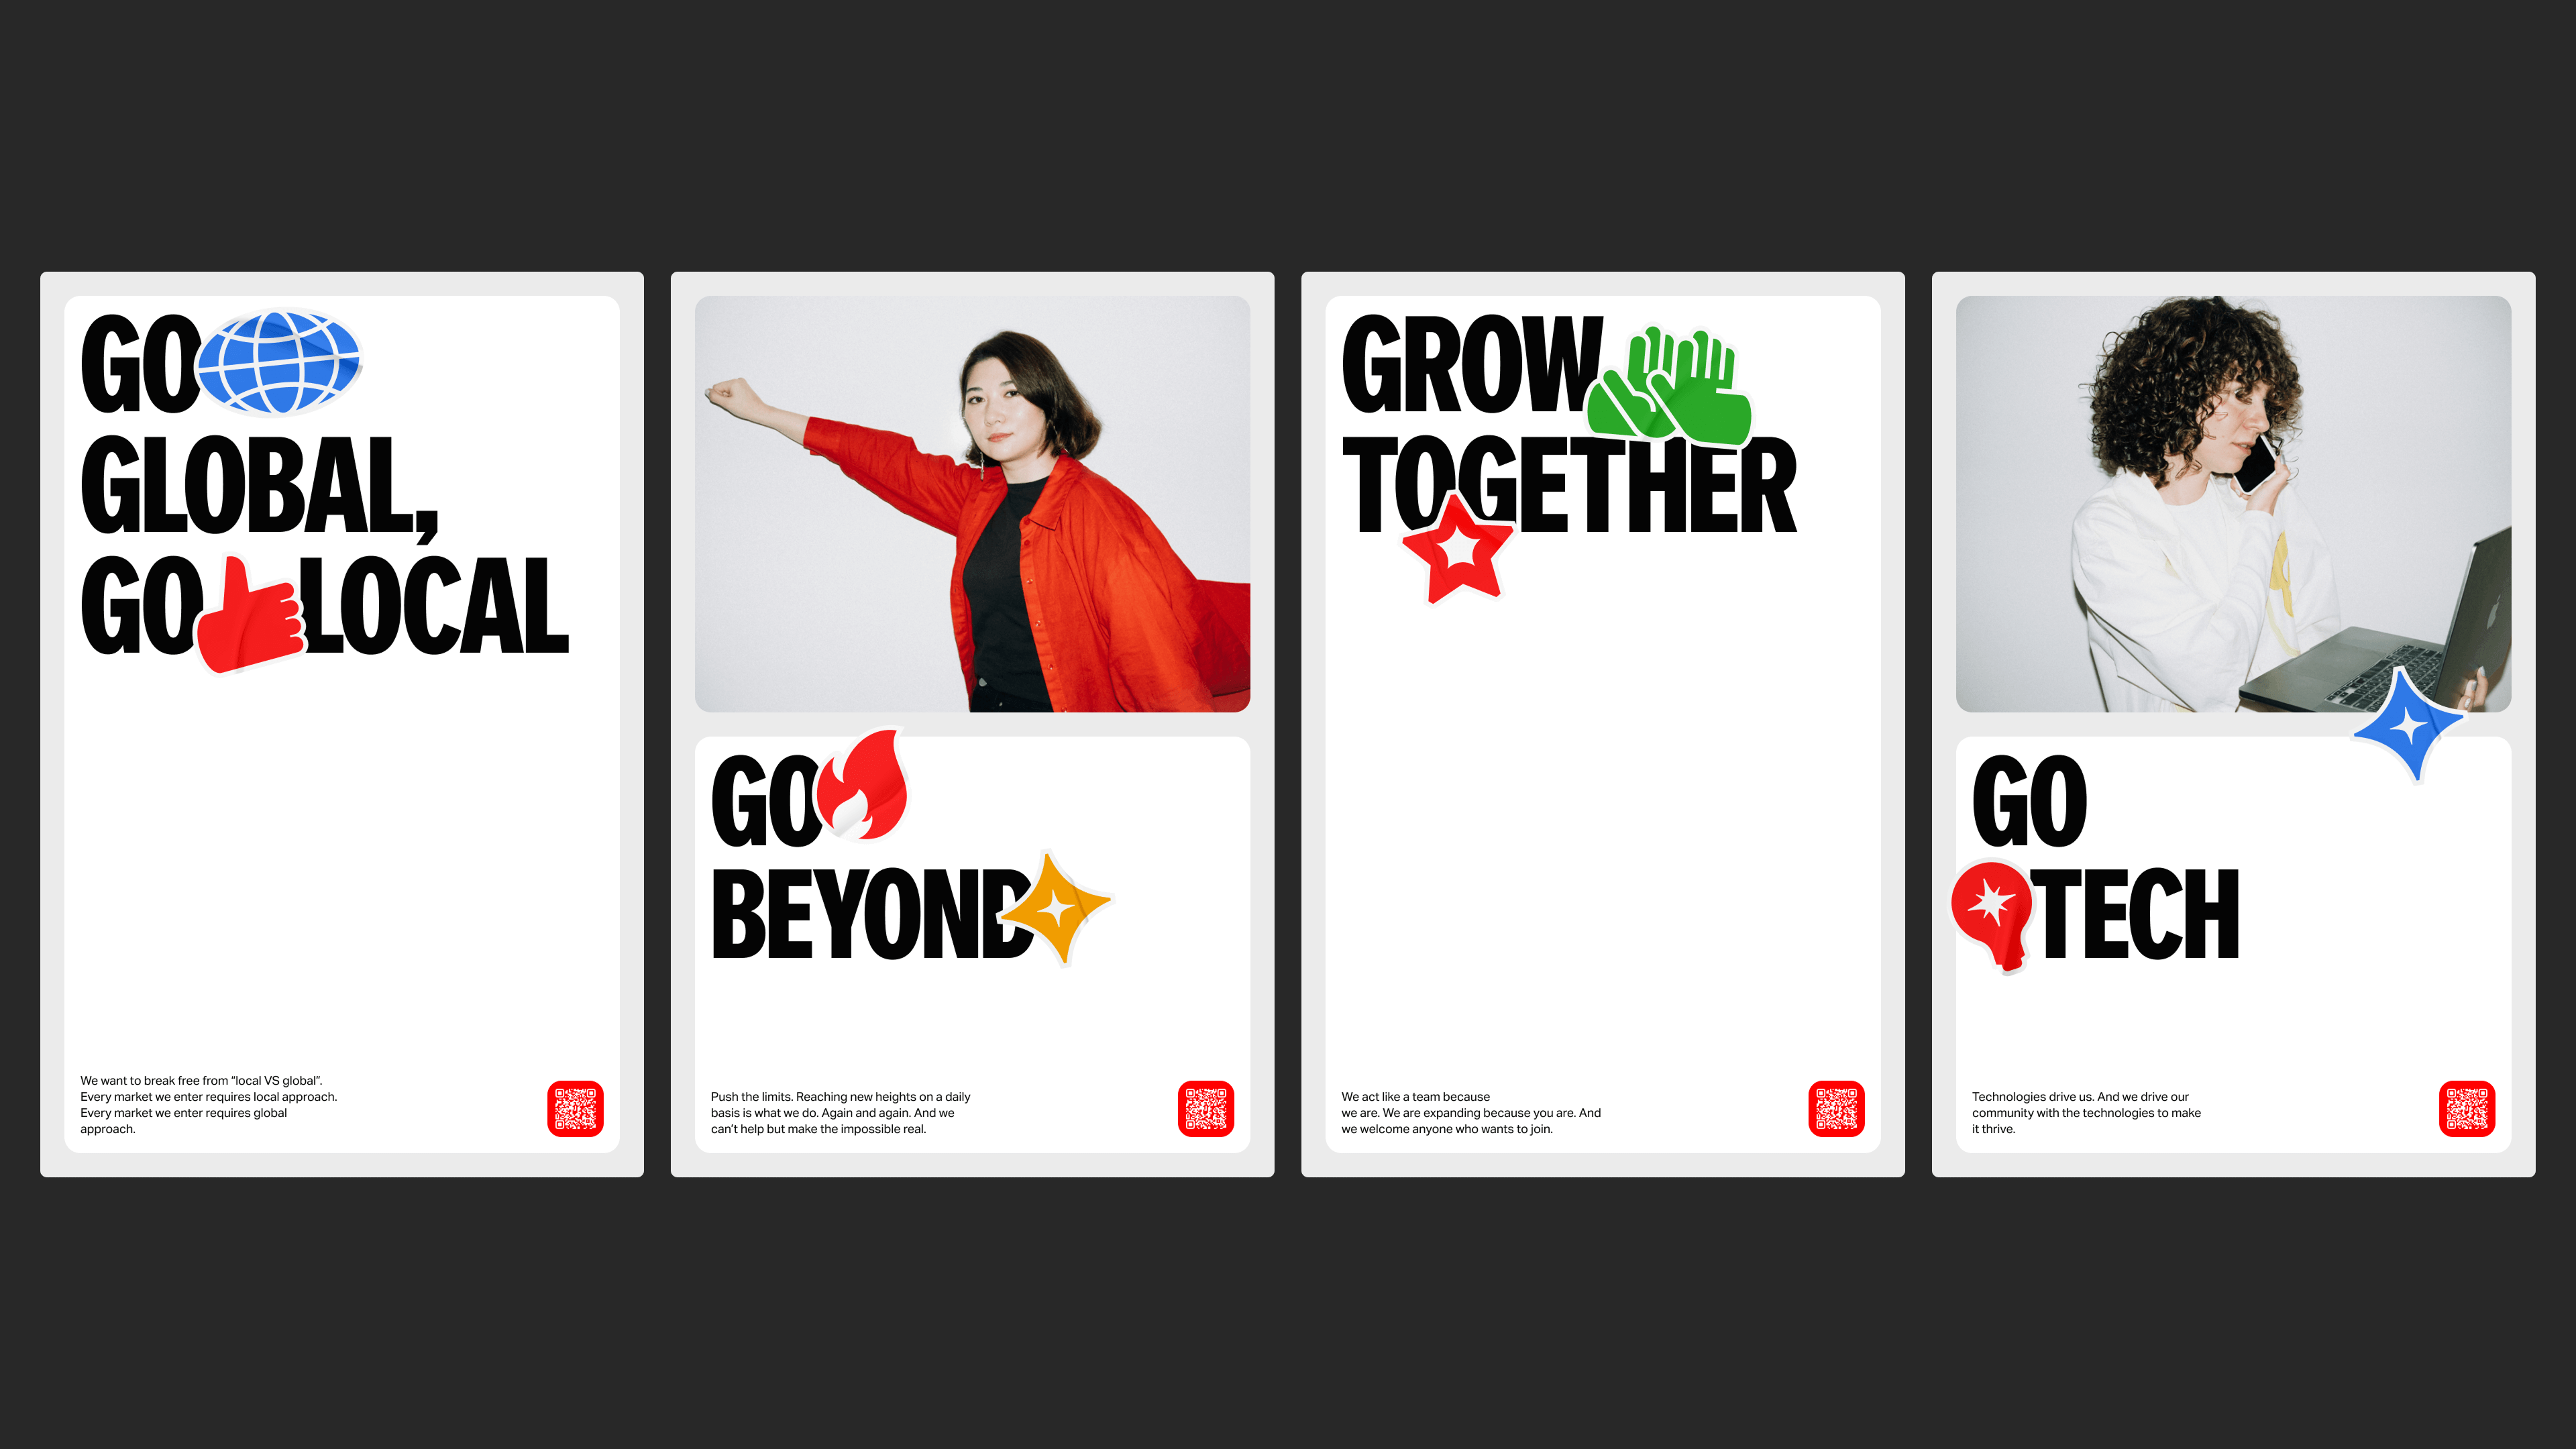 GO
GLOBAL,
GO LOCAL
We want to break free from “local VS global”.
Every market we enter requires local approach.
Every market we enter requires global
approach.
GO
BEYOND
Push the limits. Reaching new heights on a daily
basis is what we do. Again and again. And we
can’t help but make the impossible real.
GROW
TOGETHER
We act like a team because
we are. We are expanding because you are. And
we welcome anyone who wants to join.
GO
TECH
Technologies drive us. And we drive our
community with the technologies to make
it thrive.